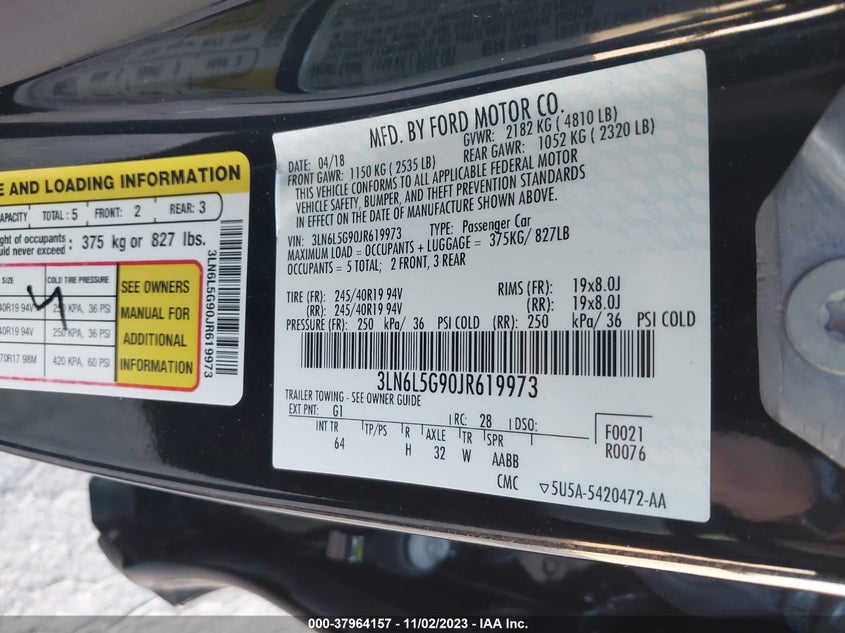 E AND LOADING INFORMATION
APACITY TOTAL : 5 FRONT: 2 REAR: 3
ght of occupants : 375 kg or 827 lbs.
ould never exceed :
SIZE COLD TIRE PRESSURE
40R19 94V 250 KPA, 36 PSI
40R19 94V 250 KPA, 36 PSI
70R17 98M 420 KPA, 60 PSI
SEE OWNERS
MANUAL FOR
ADDITIONAL
INFORMATION
3LN6L5G90JR619973
MFD. BY FORD MOTOR CO.
DATE: 04/18 GVWR: 2182 KG ( 4810 LB)
FRONT GAWR: 1150 KG ( 2535 LB) REAR GAWR: 1052 KG ( 2320 LB)
THIS VEHICLE CONFORMS TO ALL APPLICABLE FEDERAL MOTOR
VEHICLE SAFETY, BUMPER, AND THEFT PREVENTION STANDARDS
IN EFFECT ON THE DATE OF MANUFACTURE SHOWN ABOVE.
VIN: 3LN6L5G90JR619973 TYPE: Passenger Car
MAXIMUM LOAD = OCCUPANTS + LUGGAGE = 375KG/ 827LB
OCCUPANTS = 5 TOTAL; 2 FRONT, 3 REAR
TIRE (FR): 245/40R19 94V RIMS (FR): 19x8.0J
(RR): 245/40R19 94V (RR): 19x8.0J
PRESSURE (FR): 250 kPa/ 36 PSI COLD (RR): 250 kPa/ 36 PSI COLD
3LN6L5G90JR619973
TRAILER TOWING - SEE OWNER GUIDE
EXT PNT: G1 RC: 28 DSO: F0021
INT TR TP/PS R AXLE TR SPR R0076
64 H 32 W AABB
CMC ▽5U5A-5420472-AA
000-37964157 - 11/02/2023 - IAA Inc.